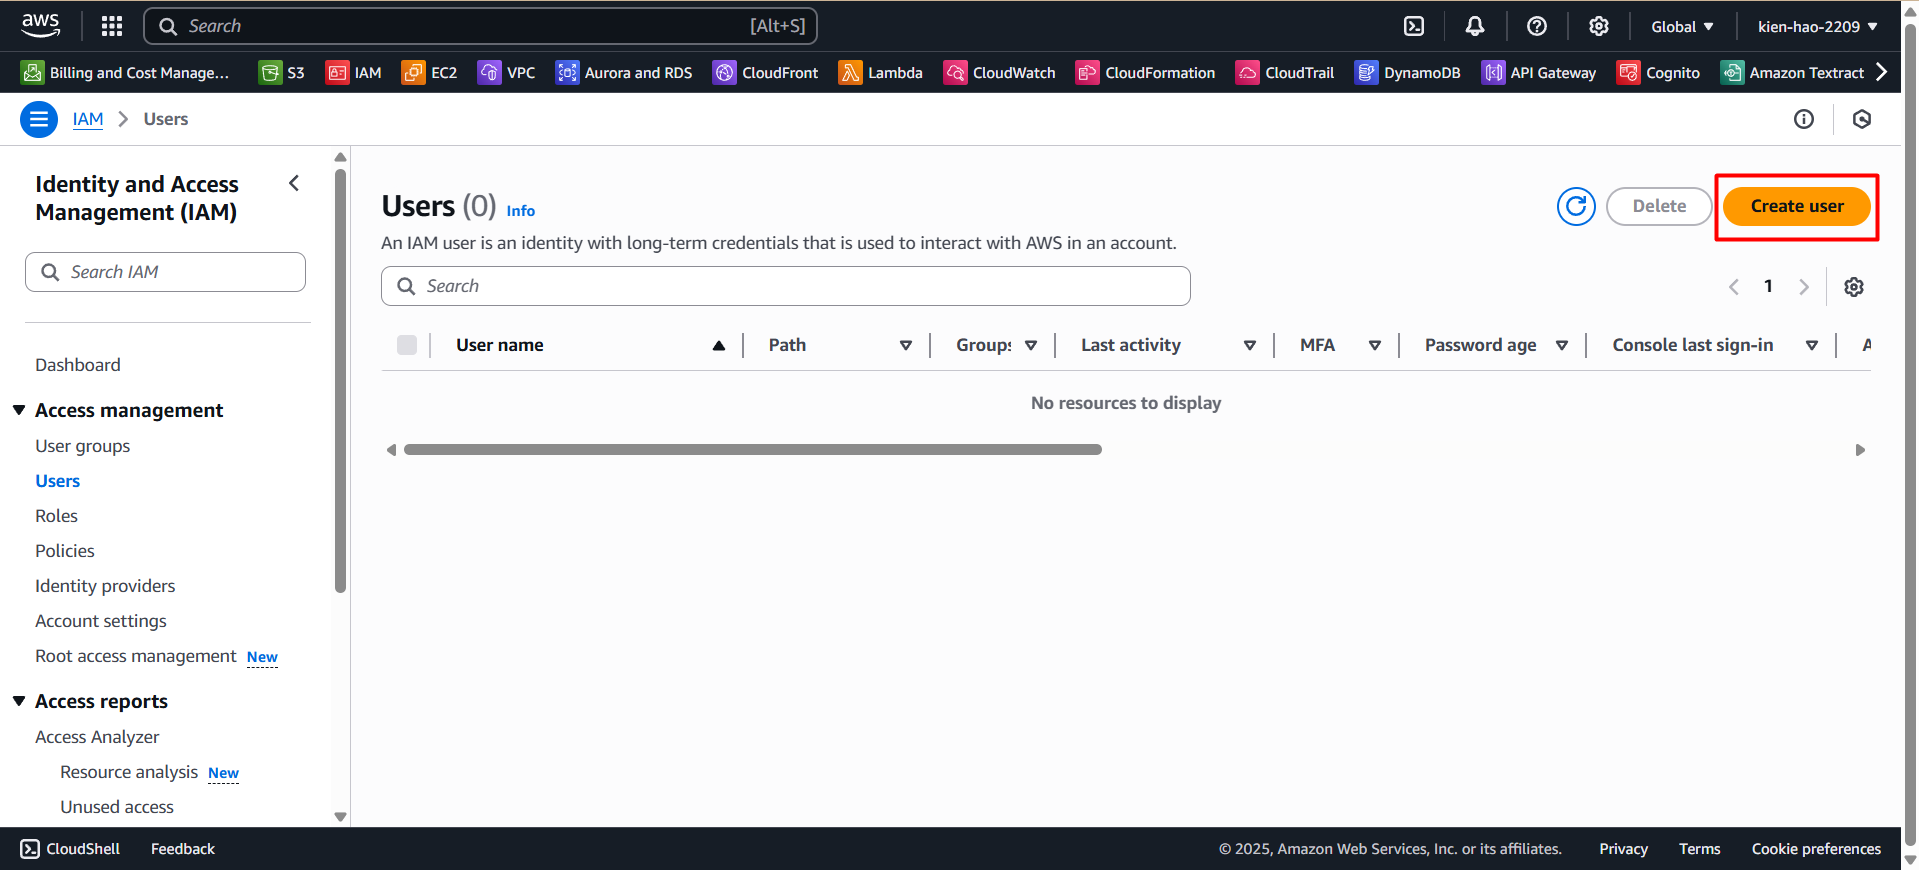 aws
Search [Alt+S]
Global
kien-hao-2209
Billing and Cost Manage...
S3
IAM
EC2
VPC
Aurora and RDS
CloudFront
Lambda
CloudWatch
CloudFormation
CloudTrail
DynamoDB
API Gateway
Cognito
Amazon Textract
IAM
Users
Identity and Access
Management (IAM)
Search IAM
Dashboard
Access management
User groups
Users
Roles
Policies
Identity providers
Account settings
Root access management New
Access reports
Access Analyzer
Resource analysis New
Unused access
Users (0) Info
Delete
Create user
An IAM user is an identity with long-term credentials that is used to interact with AWS in an account.
Search
1
User name
Path
Groups
Last activity
MFA
Password age
Console last sign-in
A
No resources to display
CloudShell
Feedback
© 2025, Amazon Web Services, Inc. or its affiliates.
Privacy
Terms
Cookie preferences